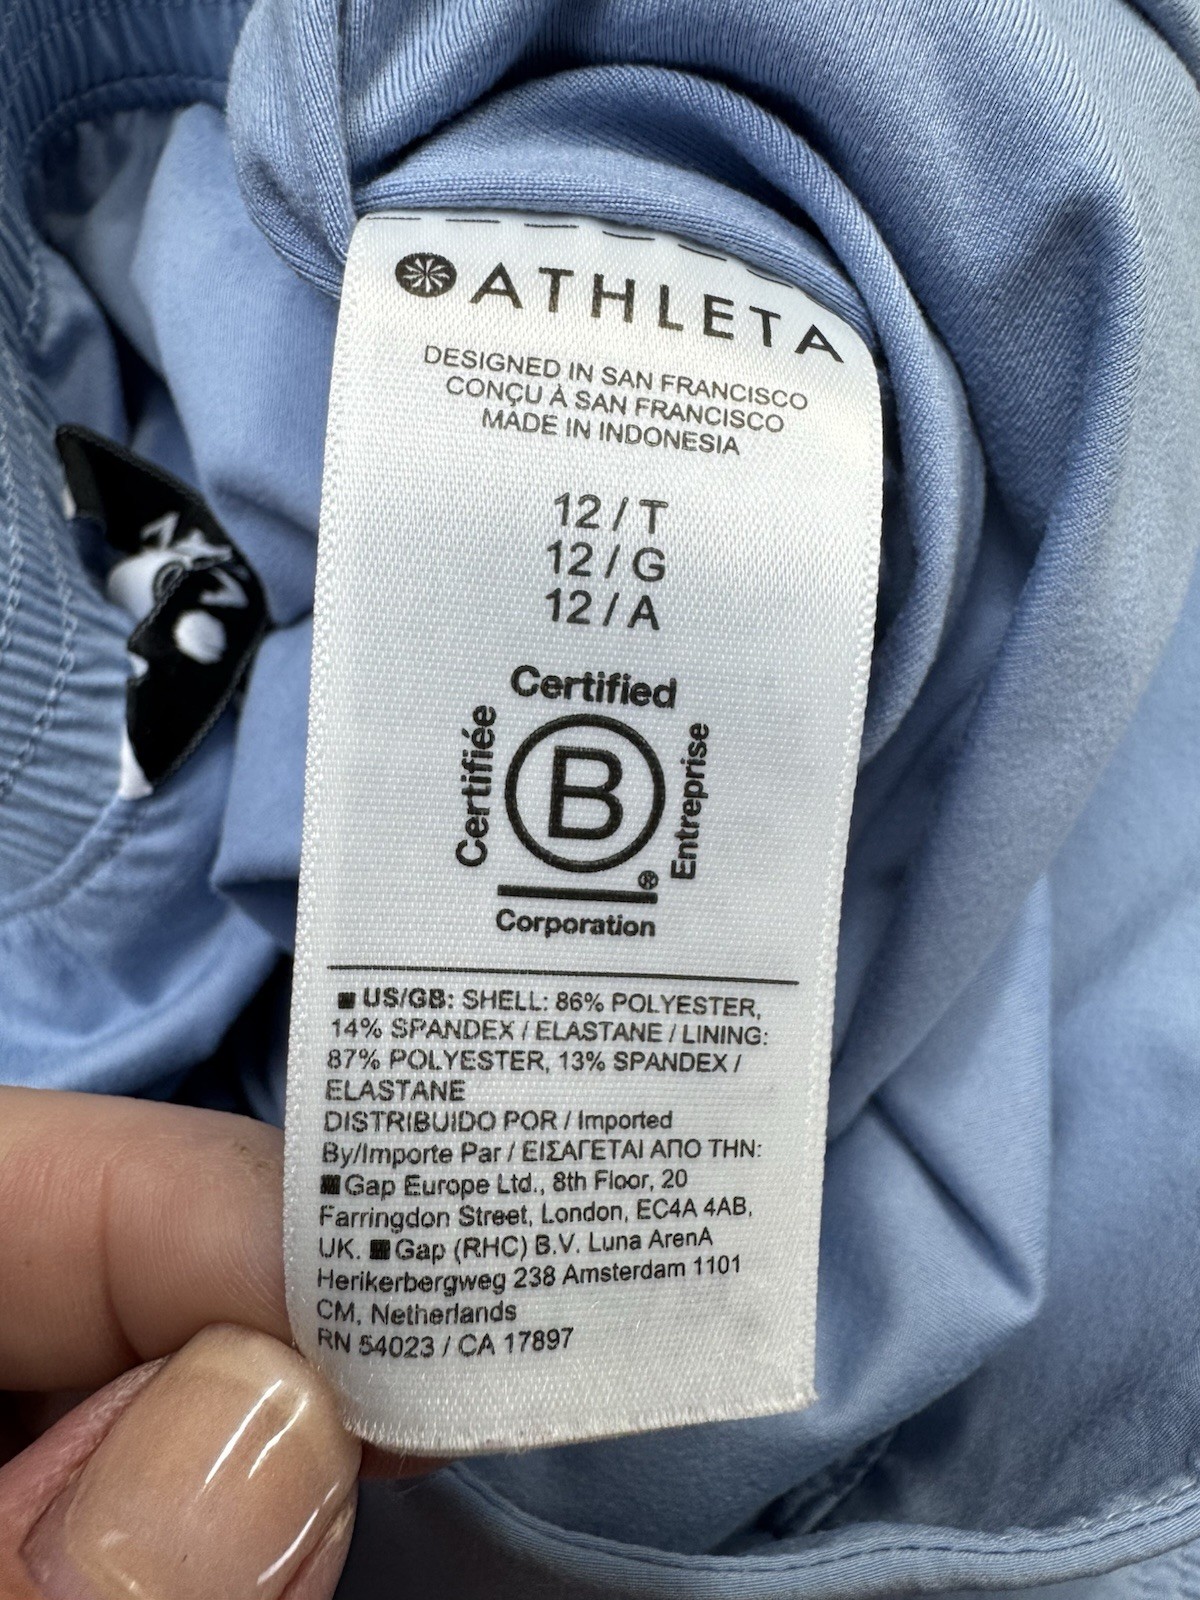 ATHLETA
DESIGNED IN SAN FRANCISCO
CONÇU À SAN FRANCISCO
MADE IN INDONESIA
12 / T
12 / G
12 / A
Certified
Certifiée
B
Entreprise
®
Corporation
US/GB: SHELL: 86% POLYESTER,
14% SPANDEX / ELASTANE / LINING:
87% POLYESTER, 13% SPANDEX /
ELASTANE
DISTRIBUIDO POR / Imported
By/Importe Par / ΕΙΣΑΓΕΤΑΙ ΑΠΟ ΤΗΝ:
Gap Europe Ltd., 8th Floor, 20
Farringdon Street, London, EC4A 4AB,
UK. Gap (RHC) B.V. Luna ArenA
Herikerbergweg 238 Amsterdam 1101
CM, Netherlands
RN 54023 / CA 17897